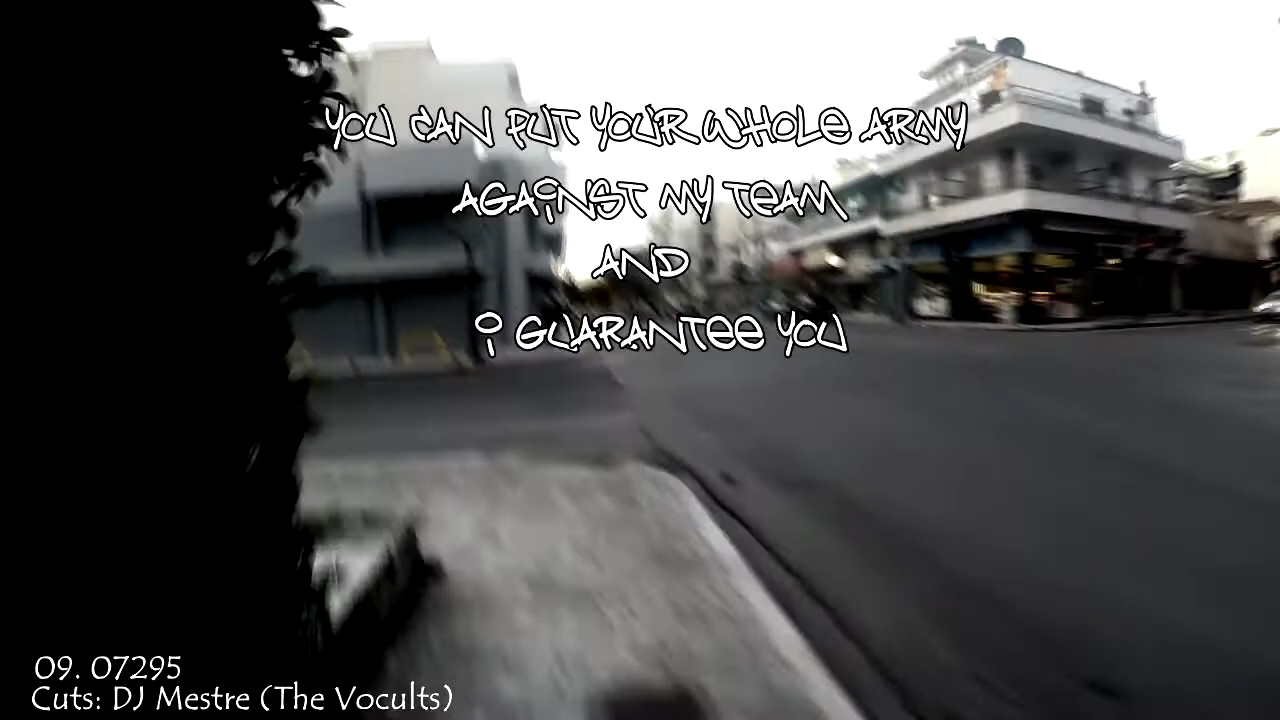 YOU CAN PUT YOUR WHOLE ARMY
AGAINST MY TEAM
AND
I GUARANTEE YOU
09. 07295
Cuts: DJ Mestre (The Vocults)